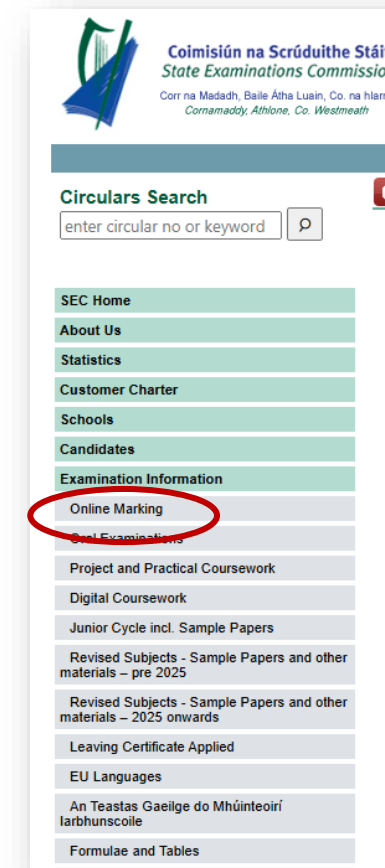 Coimisiún na Scrúduithe
State Examinations
Corr na Madadh, Baile Átha Luain, Co. na
Cornamaddy, Athlone, Co. Westmeath
Circulars Search
enter circular no or keyword
SEC Home
About Us
Statistics
Customer Charter
Schools
Candidates
Examination Information
Online Marking
Oral Examinations
Project and Practical Coursework
Digital Coursework
Junior Cycle incl. Sample Papers
Revised Subjects - Sample Papers and other
materials – pre 2025
Revised Subjects - Sample Papers and other
materials – 2025 onwards
Leaving Certificate Applied
EU Languages
An Teastas Gaeilge do Mhúinteoirí
Iarbhunscoile
Formulae and Tables